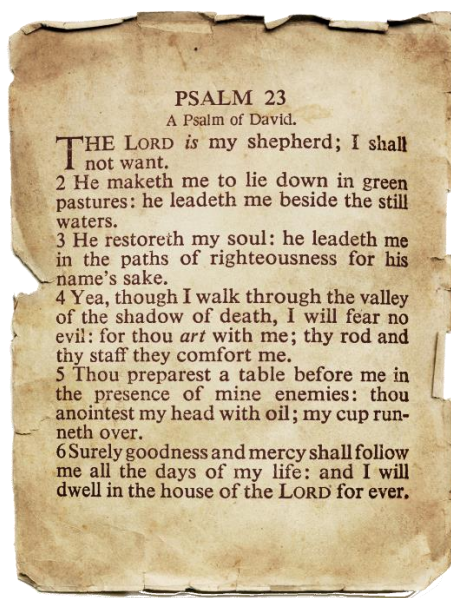 PSALM 23
A Psalm of David.
THE LORD is my shepherd; I shall
not want.
2 He maketh me to lie down in green
pastures: he leadeth me beside the still
waters.
3 He restoreth my soul: he leadeth me
in the paths of righteousness for his
name's sake.
4 Yea, though I walk through the valley
of the shadow of death, I will fear no
evil: for thou art with me; thy rod and
thy staff they comfort me.
5 Thou preparest a table before me in
the presence of mine enemies: thou
anointest my head with oil; my cup run-
neth over.
6 Surely goodness and mercy shall follow
me all the days of my life: and I will
dwell in the house of the LORD for ever.